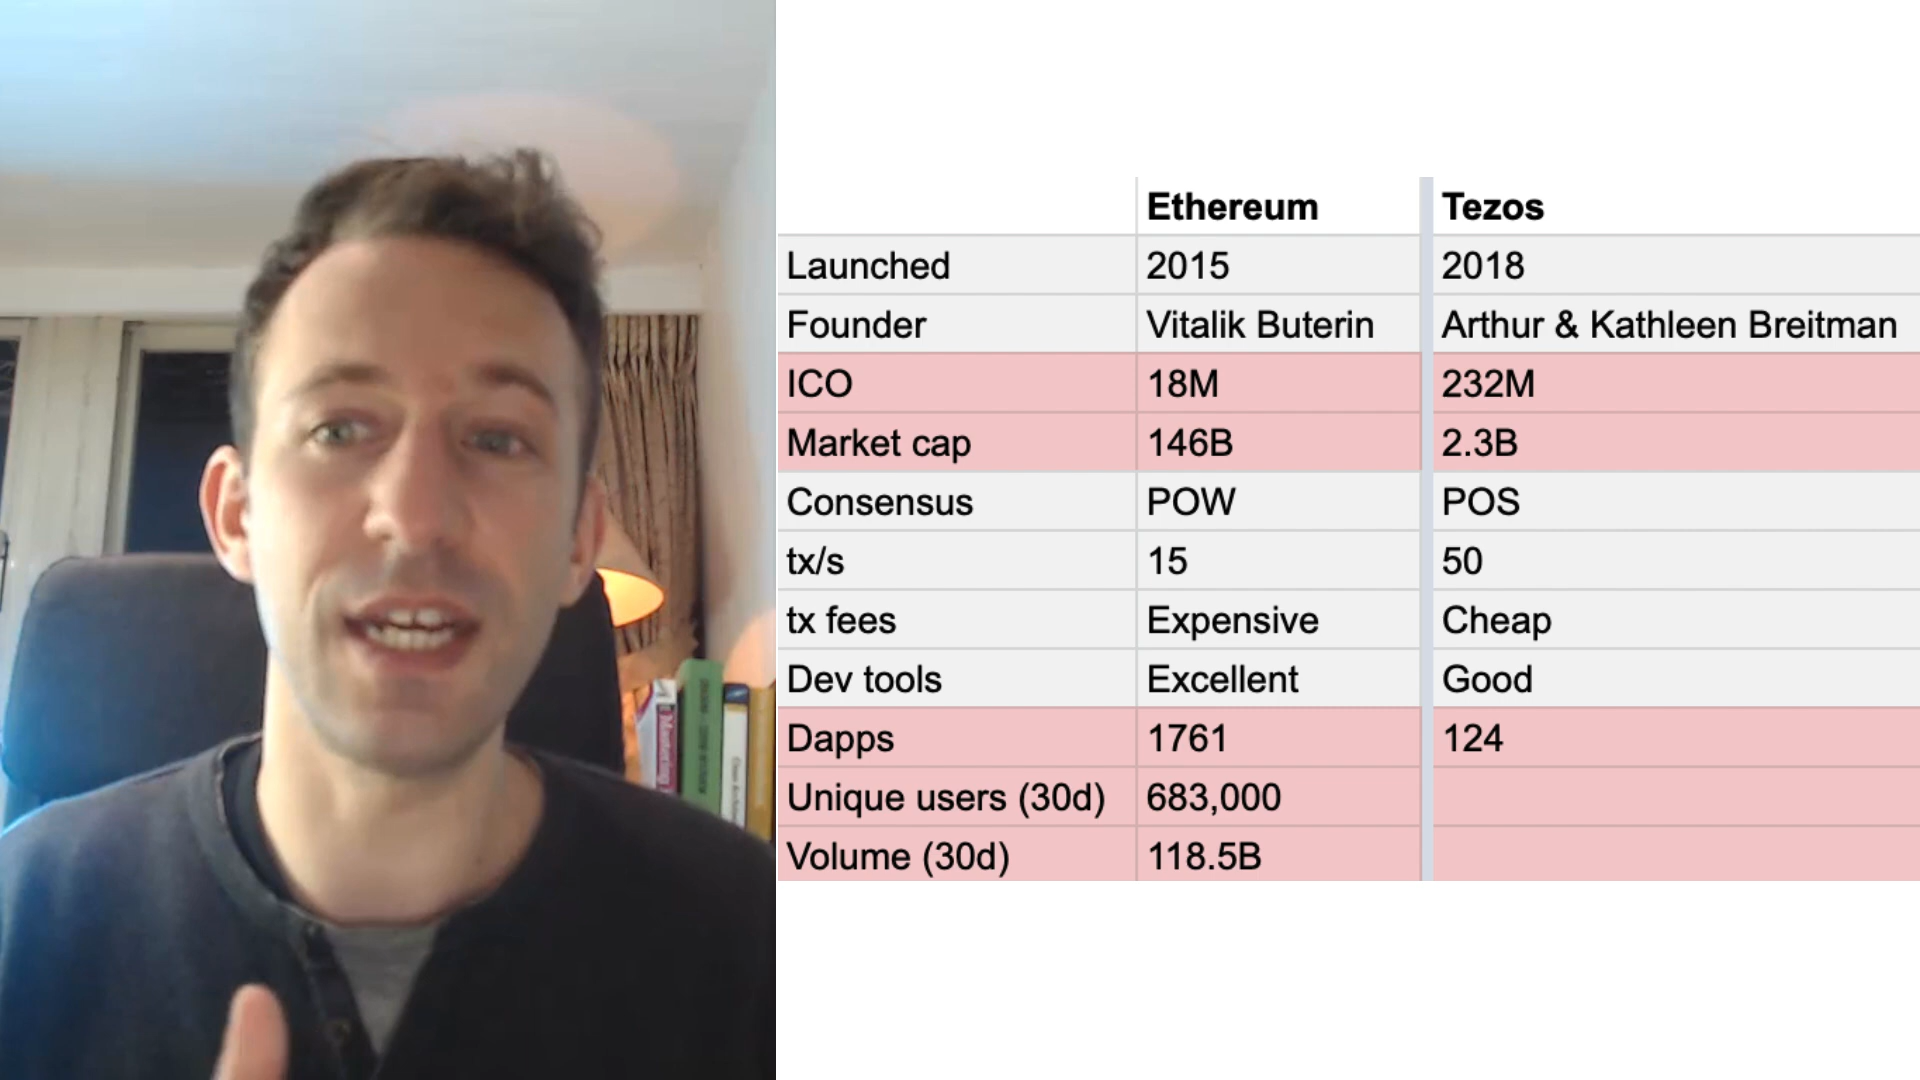 Ethereum Tezos
Launched 2015 2018
Founder Vitalik Buterin Arthur & Kathleen Breitman
ICO 18M 232M
Market cap 146B 2.3B
Consensus POW POS
tx/s 15 50
tx fees Expensive Cheap
Dev tools Excellent Good
Dapps 1761 124
Unique users (30d) 683,000
Volume (30d) 118.5B